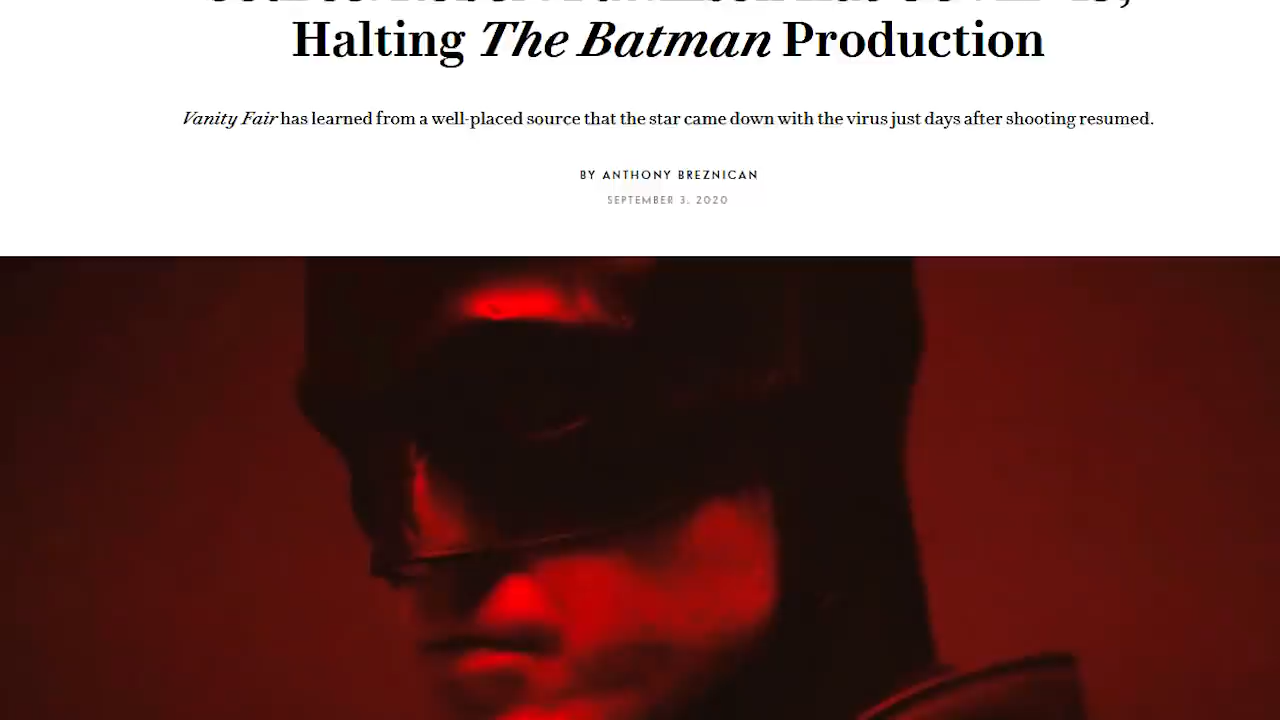 Halting The Batman Production
Vanity Fair has learned from a well-placed source that the star came down with the virus just days after shooting resumed.
BY ANTHONY BREZNICAN
SEPTEMBER 3, 2020